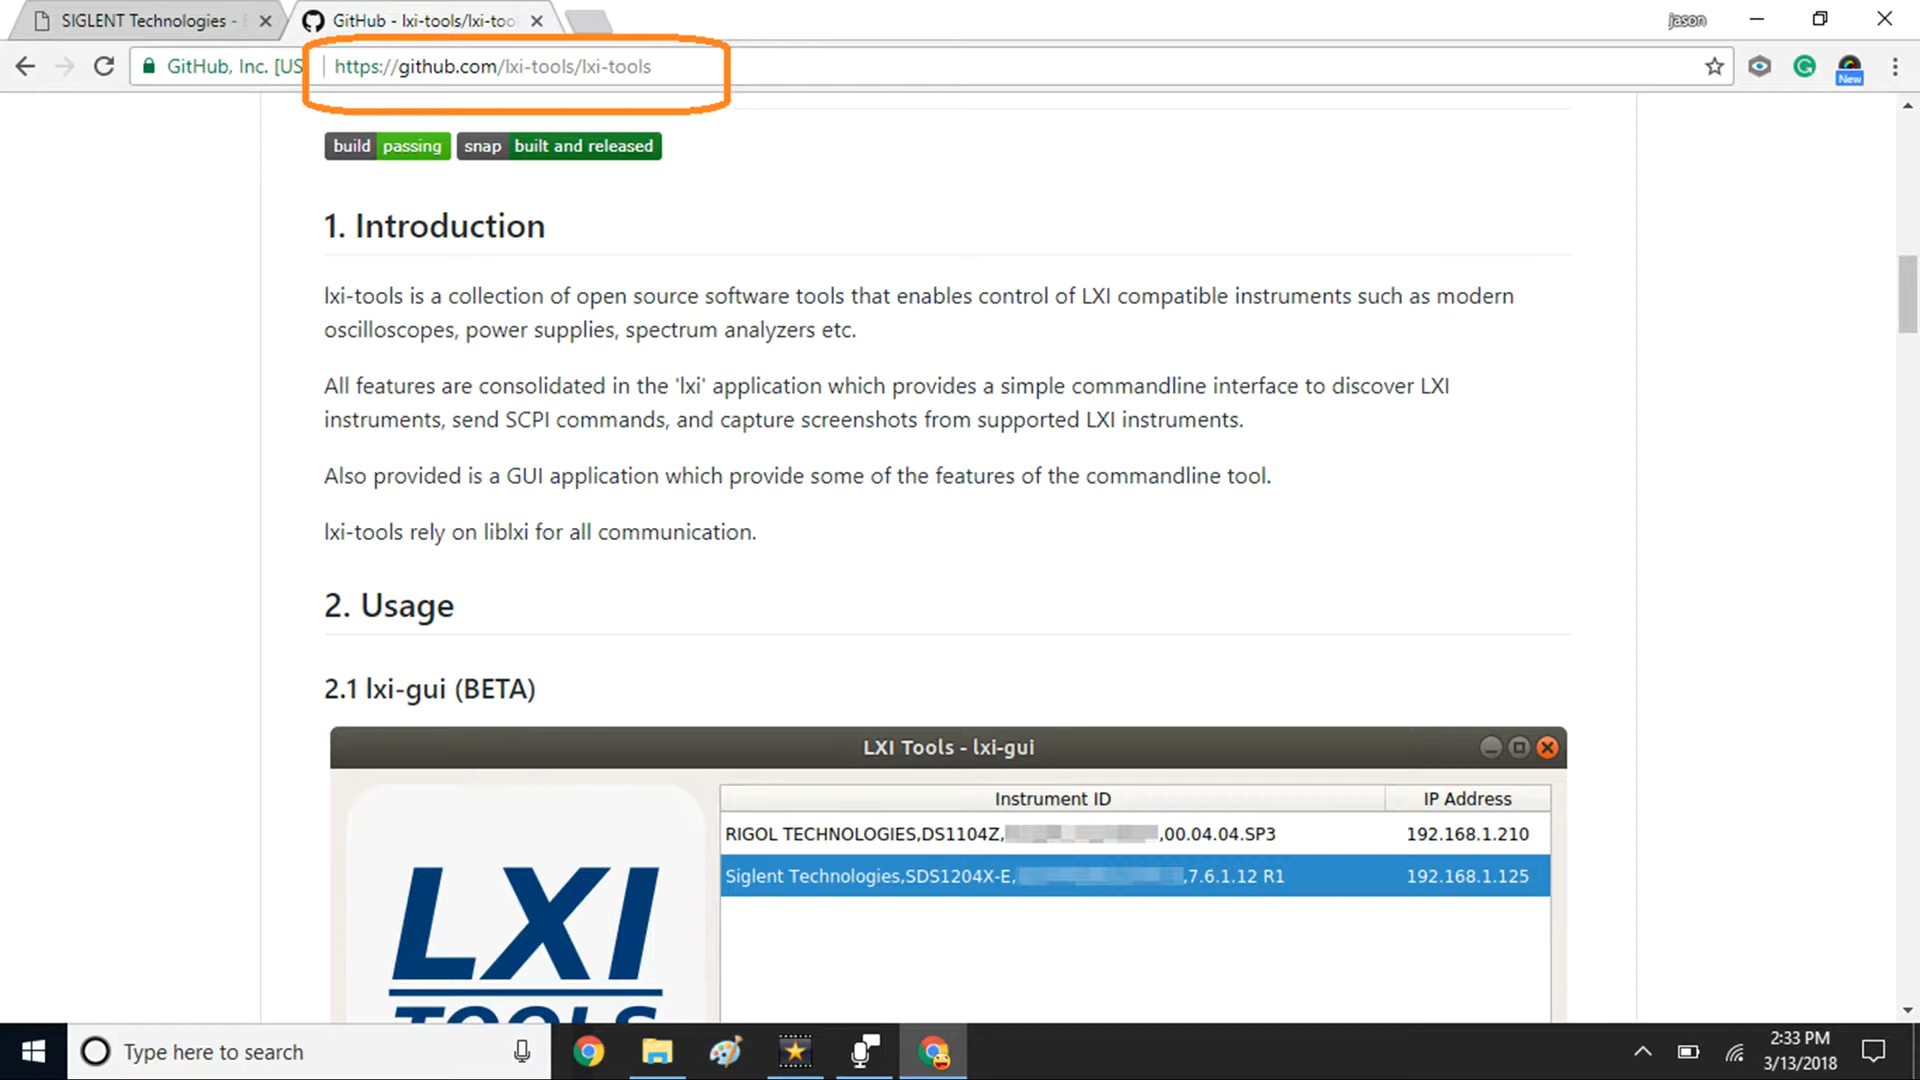 SIGLENT Technologies -
GitHub - lxi-tools/lxi-too
jason
GitHub, Inc. [US
https://github.com/lxi-tools/lxi-tools
New
build passing snap built and released
1. Introduction
lxi-tools is a collection of open source software tools that enables control of LXI compatible instruments such as modern
oscilloscopes, power supplies, spectrum analyzers etc.
All features are consolidated in the 'lxi' application which provides a simple commandline interface to discover LXI
instruments, send SCPI commands, and capture screenshots from supported LXI instruments.
Also provided is a GUI application which provide some of the features of the commandline tool.
lxi-tools rely on liblxi for all communication.
2. Usage
2.1 lxi-gui (BETA)
LXI Tools - lxi-gui
Instrument ID IP Address
RIGOL TECHNOLOGIES,DS1104Z, ,00.04.04.SP3 192.168.1.210
Siglent Technologies,SDS1204X-E, ,7.6.1.12 R1 192.168.1.125
LXI
TOOLS
Type here to search
2:33 PM
3/13/2018